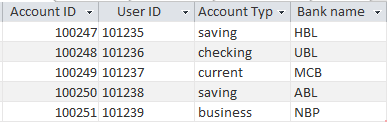 Account ID User ID Account Typ Bank name
100247 101235 saving HBL
100248 101236 checking UBL
100249 101237 current MCB
100250 101238 saving ABL
100251 101239 business NBP